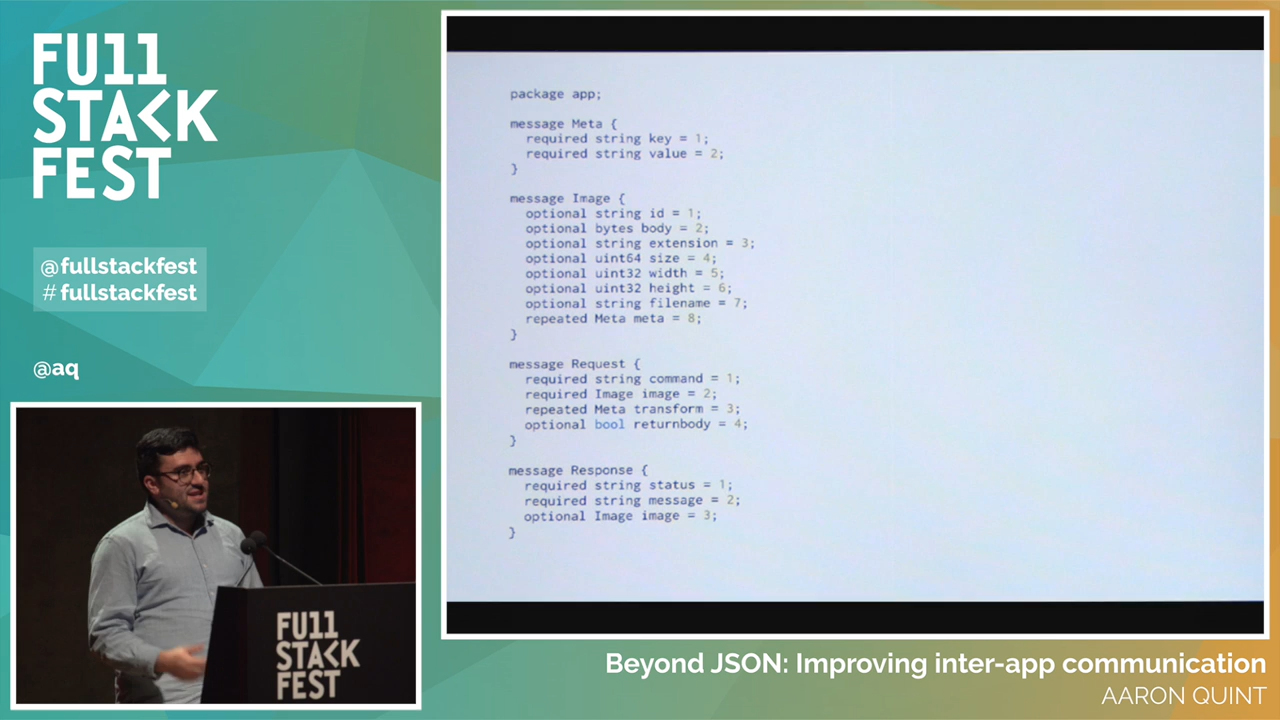 FULL
STACK
FEST
@fullstackfest
# fullstackfest
@aq
package app;
message Meta {
  required string key = 1;
  required string value = 2;
}
message Image {
  optional string id = 1;
  optional bytes body = 2;
  optional string extension = 3;
  optional uint64 size = 4;
  optional uint32 width = 5;
  optional uint32 height = 6;
  optional string filename = 7;
  repeated Meta meta = 8;
}
message Request {
  required string command = 1;
  required Image image = 2;
  repeated Meta transform = 3;
  optional bool returnbody = 4;
}
message Response {
  required string status = 1;
  required string message = 2;
  optional Image image = 3;
}
FULL
STACK
FEST
Beyond JSON: Improving inter-app communication
AARON QUINT